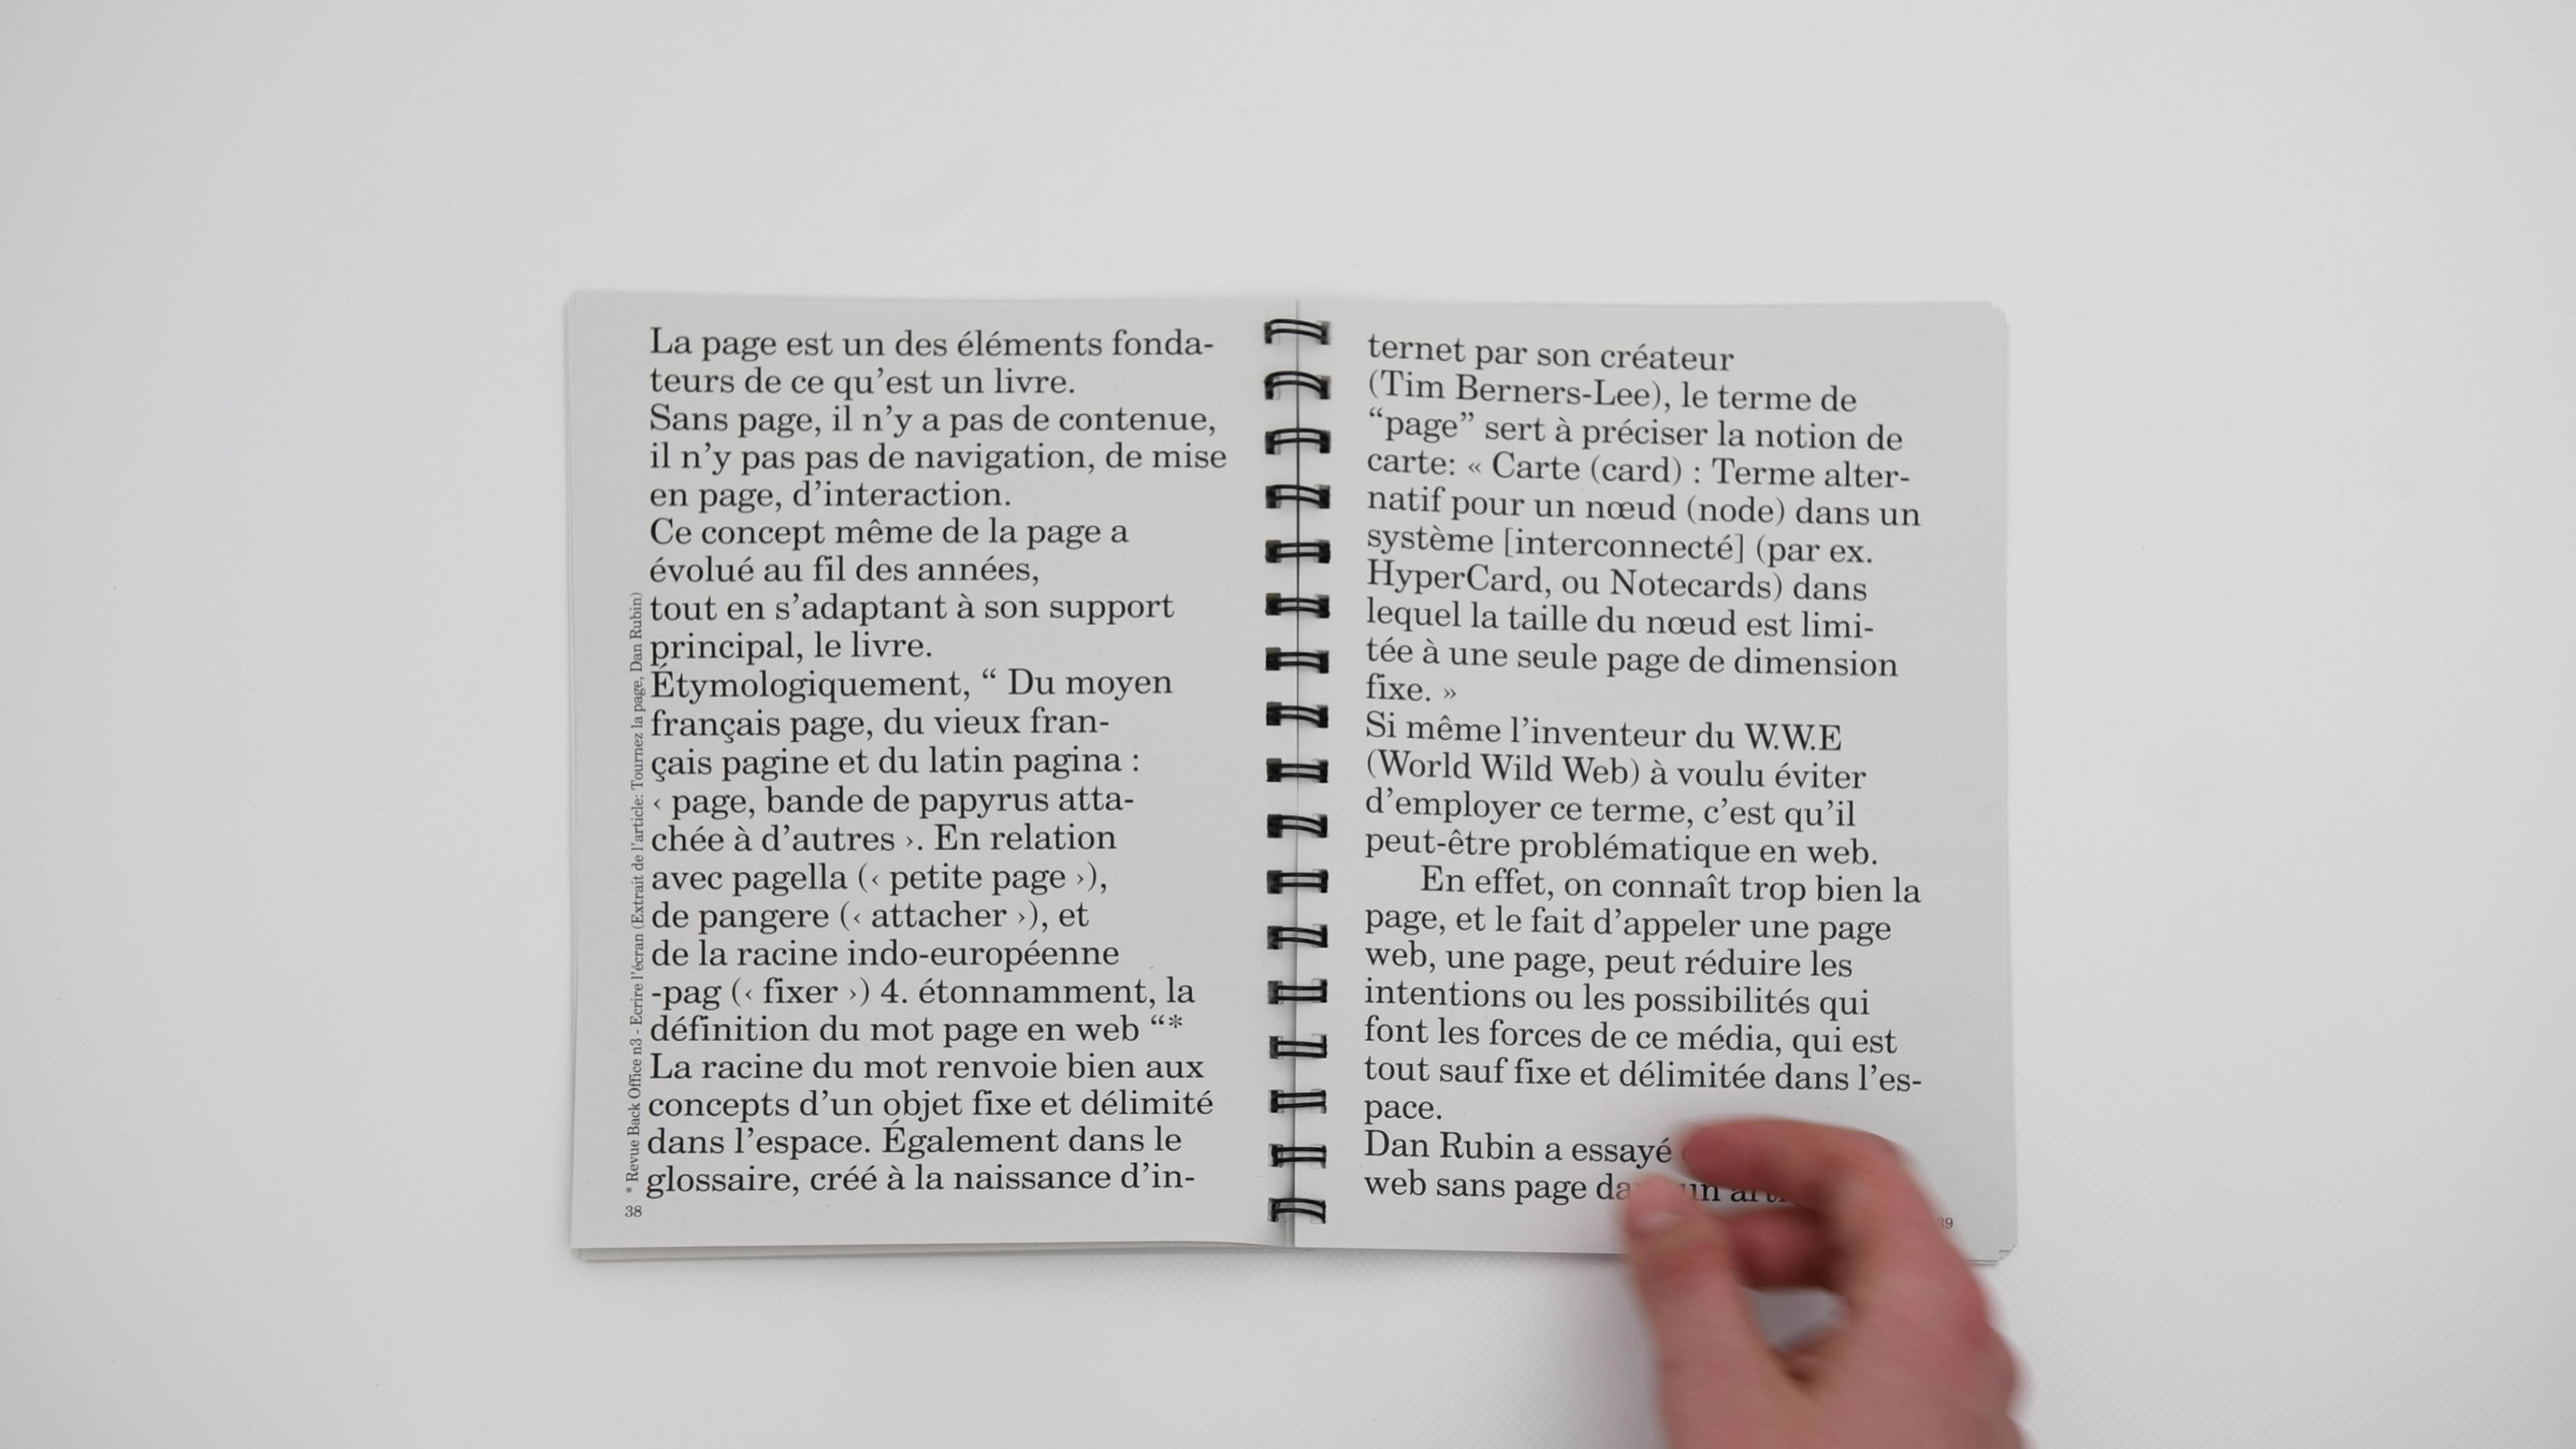 La page est un des éléments fonda-
teurs de ce qu’est un livre.
Sans page, il n’y a pas de contenue,
il n’y pas pas de navigation, de mise
en page, d’interaction.
Ce concept même de la page a
évolué au fil des années,
tout en s’adaptant à son support
principal, le livre.
Étymologiquement, “ Du moyen
français page, du vieux fran-
çais pagine et du latin pagina :
‹ page, bande de papyrus atta-
chée à d’autres ›. En relation
avec pagella (‹ petite page ›),
de pangere (‹ attacher ›), et
de la racine indo-européenne
-pag (‹ fixer ›) 4. étonnamment, la
définition du mot page en web “*
La racine du mot renvoie bien aux
concepts d’un objet fixe et délimité
dans l’espace. Également dans le
glossaire, créé à la naissance d’in-
* Revue Back Office n3 - Ecrire l’écran (Extrait de l’article: Tournez la page, Dan Rubin)
38
ternet par son créateur
(Tim Berners-Lee), le terme de
“page” sert à préciser la notion de
carte: « Carte (card) : Terme alter-
natif pour un nœud (node) dans un
système [interconnecté] (par ex.
HyperCard, ou Notecards) dans
lequel la taille du nœud est limi-
tée à une seule page de dimension
fixe. »
Si même l’inventeur du W.W.E
(World Wild Web) à voulu éviter
d’employer ce terme, c’est qu’il
peut-être problématique en web.
En effet, on connaît trop bien la
page, et le fait d’appeler une page
web, une page, peut réduire les
intentions ou les possibilités qui
font les forces de ce média, qui est
tout sauf fixe et délimitée dans l’es-
pace.
Dan Rubin a essayé
web sans page un
39